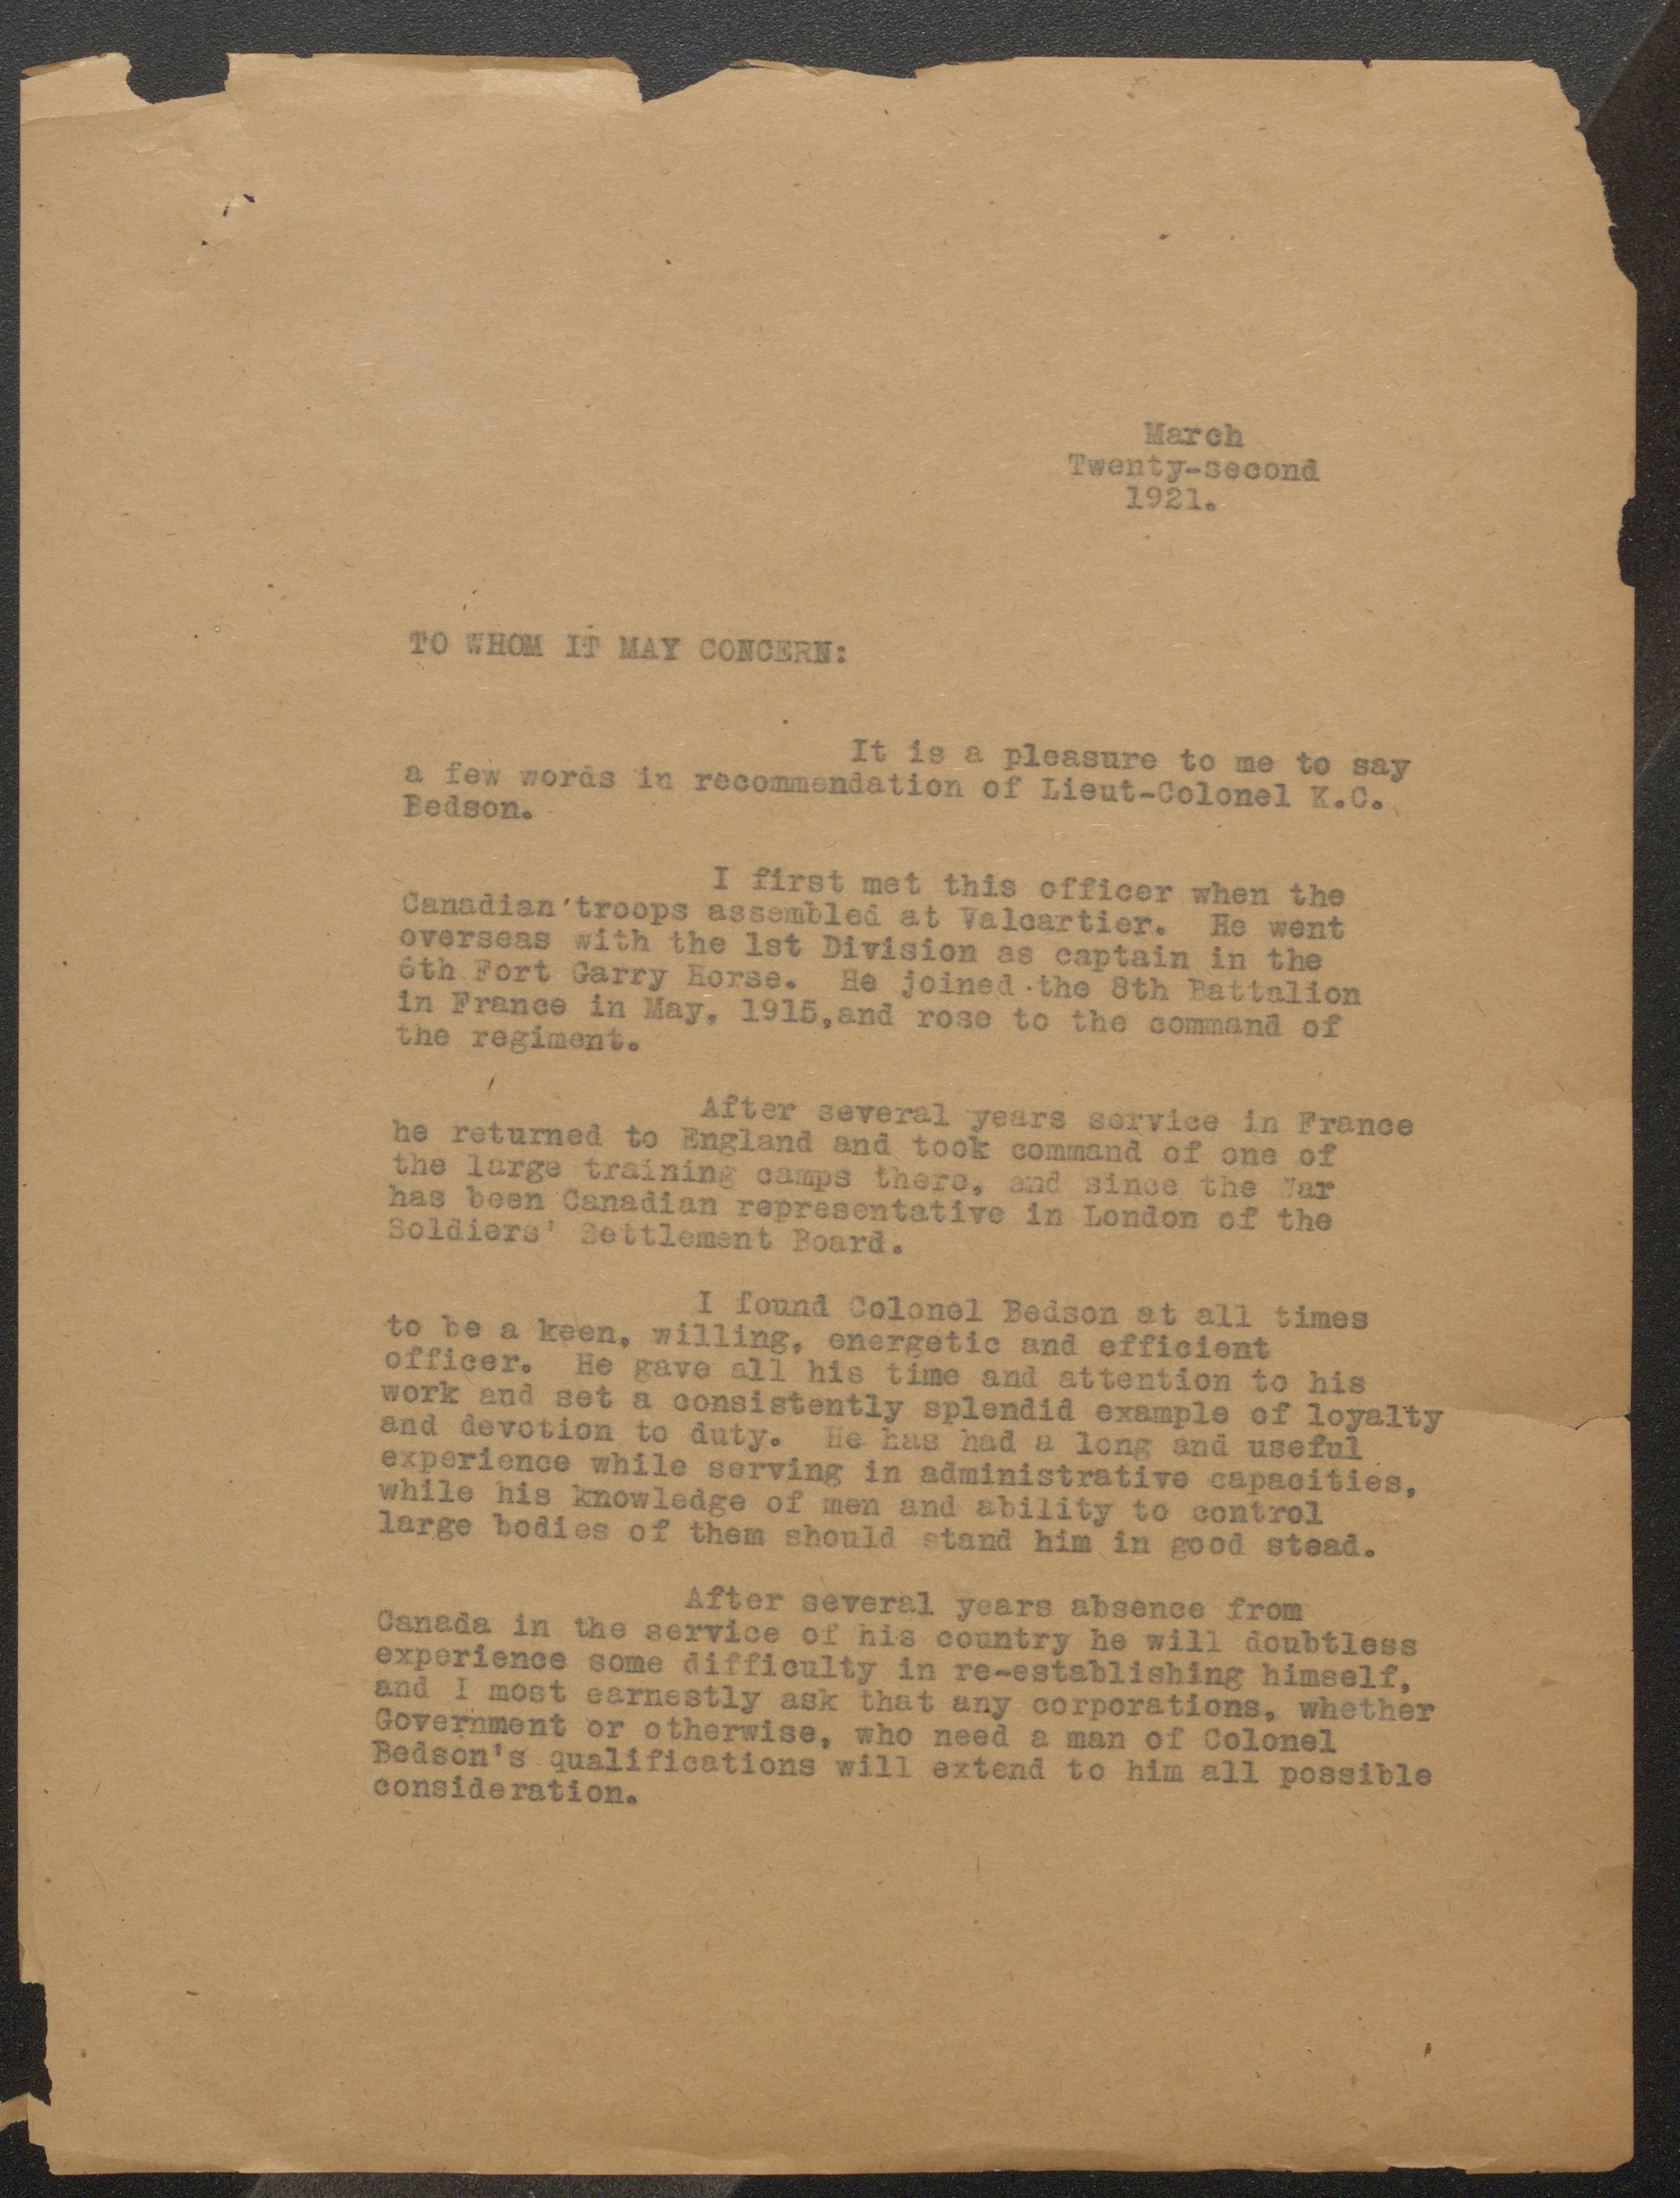 March
Twenty-second
1921.
TO WHOM IT MAY CONCERN:
It is a pleasure to me to say
a few words in recommendation of Lieut-Colonel K.C.
Bedson.
I first met this officer when the
Canadian troops assembled at Valcartier. He went
overseas with the 1st Division as captain in the
6th Fort Garry Horse. He joined the 8th Battalion
in France in May, 1915,and rose to the command of
the regiment.
After several years service in France
he returned to England and took command of one of
the large training camps there, and since the War
has been Canadian representative in London of the
Soldiers' Settlement Board.
I found Colonel Bedson at all times
to be a keen, willing, energetic and efficient
officer. He gave all his time and attention to his
work and set a consistently splendid example of loyalty
and devotion to duty. He has had a long and useful
experience while serving in administrative capacities,
while his knowledge of men and ability to control
large bodies of them should stand him in good stead.
After several years absence from
Canada in the service of his country he will doubtless
experience some difficulty in re-establishing himself,
and I most earnestly ask that any corporations, whether
Government or otherwise, who need a man of Colonel
Bedson's qualifications will extend to him all possible
consideration.